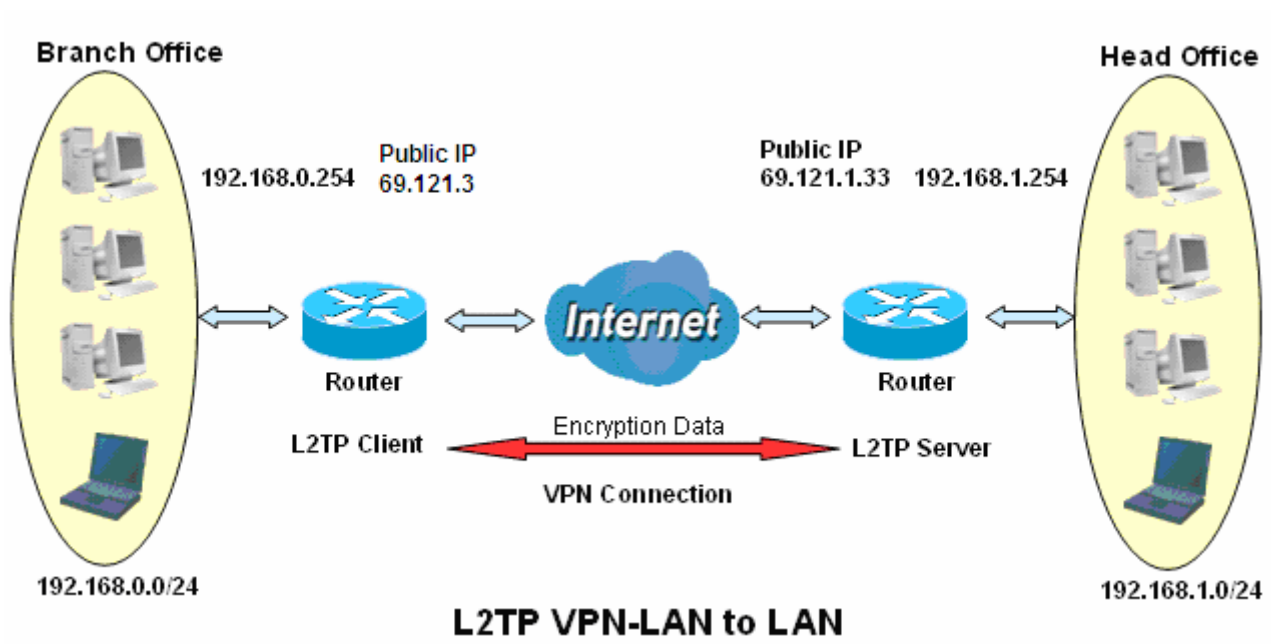 Branch Office
Head Office
192.168.0.254
Public IP
69.121.3
Public IP
69.121.1.33
192.168.1.254
Internet
Router
Router
L2TP Client
Encryption Data
L2TP Server
VPN Connection
192.168.0.0/24
192.168.1.0/24
L2TP VPN-LAN to LAN